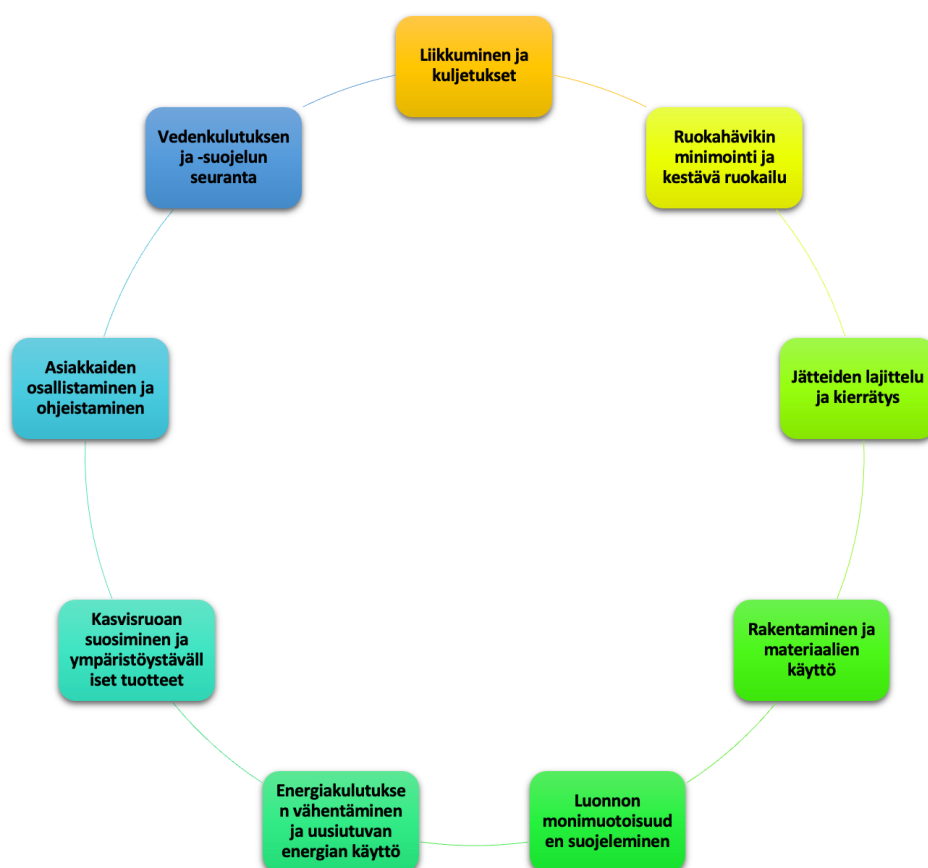 Liikkuminen ja
kuljetukset
Ruokahävikin
minimointi ja
kestävä ruokailu
Jätteiden lajittelu
ja kierrätys
Rakentaminen ja
materiaalien
käyttö
Luonnon
monimuotoisuud
en suojeleminen
Energiakulutukse
n vähentäminen
ja uusiutuvan
energian käyttö
Kasvisruoan
suosiminen ja
ympäristöystäväll
iset tuotteet
Asiakkaiden
osallistaminen ja
ohjeistaminen
Vedenkulutuksen
ja -suojelun
seuranta